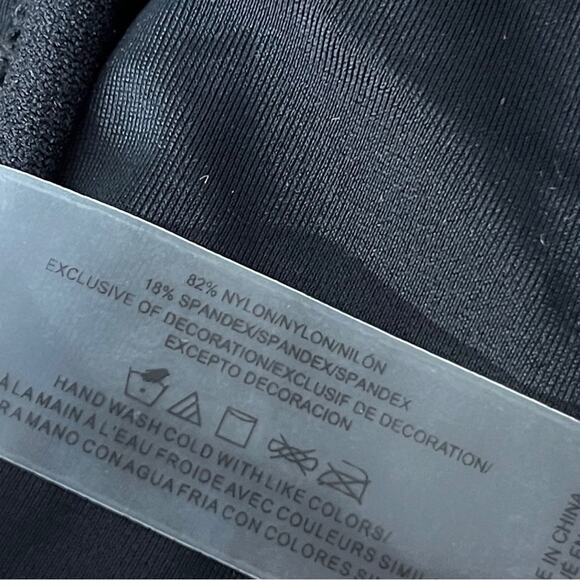 82% NYLON/NYLON/NILÓN
18% SPANDEX/SPANDEX/SPANDEX
EXCLUSIVE OF DECORATION/EXCLUSIF DE DECORATION/
EXCEPTO DECORACION
HAND WASH COLD WITH LIKE COLORS/
À LA MAIN À L'EAU FROIDE AVEC COULEURS SIMI
R A MANO CON AGUA FRIA CON COLORES
E IN CHINA